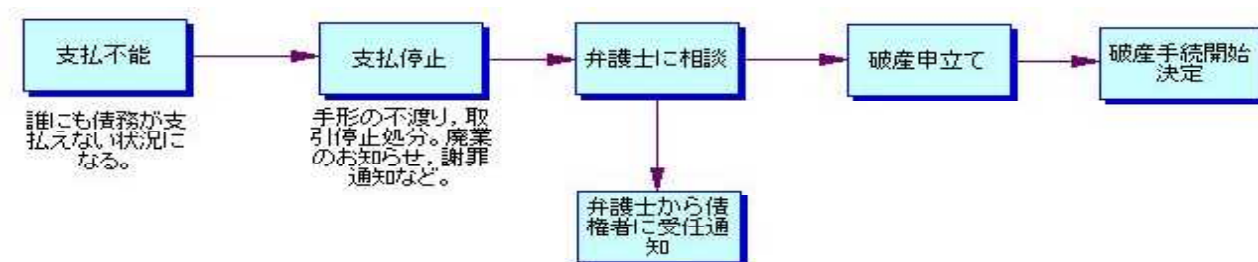 支払不能
誰にも債務が支
払えない状況に
なる。
支払停止
手形の不渡り，取
引停止処分。廃業
のお知らせ，謝罪
通知など。
弁護士に相談
弁護士から債
権者に受任通
知
破産申立て
破産手続開始
決定